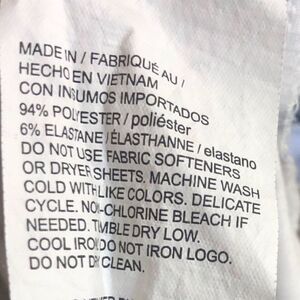 MADE IN / FABRIQUÉ AU /
HECHO EN VIETNAM
CON INSUMOS IMPORTADOS
94% POLYESTER / poliéster
6% ELASTANE / ÉLASTHANNE / elastano
DO NOT USE FABRIC SOFTENERS
OR DRYER SHEETS. MACHINE WASH
COLD WITH LIKE COLORS. DELICATE
CYCLE. NON-CHLORINE BLEACH IF
NEEDED. TUMBLE DRY LOW.
COOL IRON DO NOT IRON LOGO.
DO NOT DRY CLEAN.